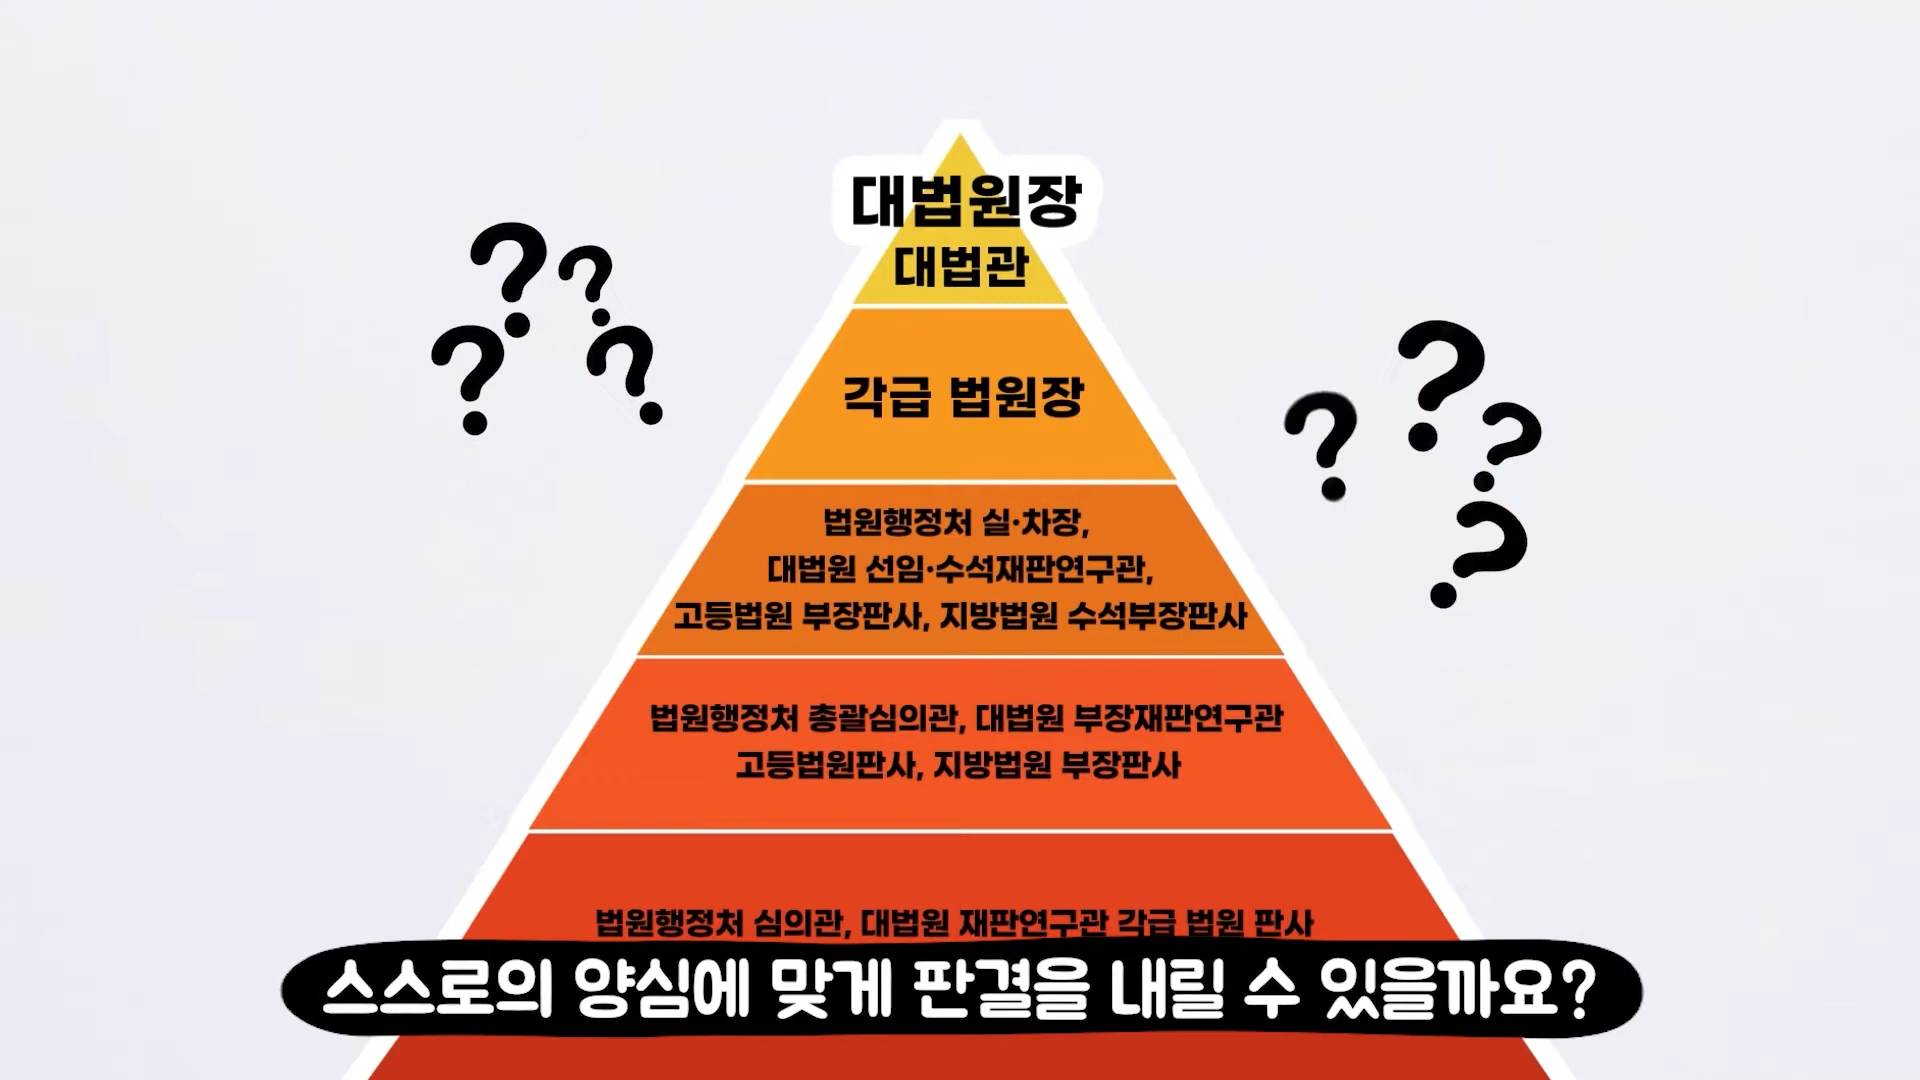 대법원장
대법관
각급 법원장
법원행정처 실·차장,
대법원 선임·수석재판연구관,
고등법원 부장판사, 지방법원 수석부장판사
법원행정처 총괄심의관, 대법원 부장재판연구관
고등법원판사, 지방법원 부장판사
법원행정처 심의관, 대법원 재판연구관 각급 법원 판사
스스로의 양심에 맞게 판결을 내릴 수 있을까요?
? ? ? ?
? ? ? ?